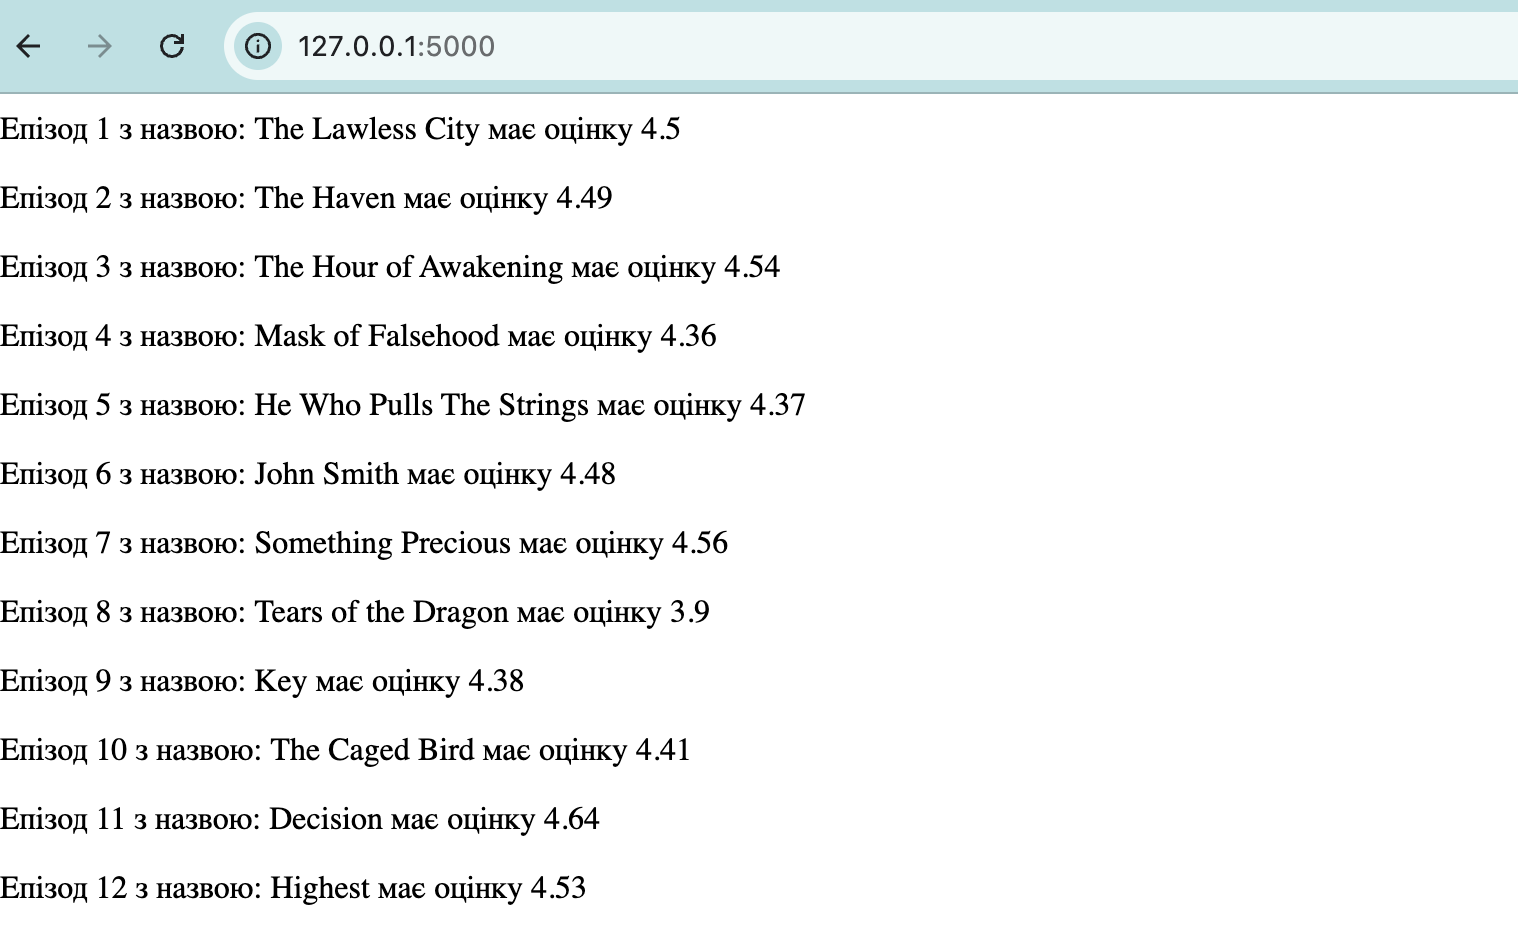 127.0.0.1:5000
Епізод 1 з назвою: The Lawless City має оцінку 4.5
Епізод 2 з назвою: The Haven має оцінку 4.49
Епізод 3 з назвою: The Hour of Awakening має оцінку 4.54
Епізод 4 з назвою: Mask of Falsehood має оцінку 4.36
Епізод 5 з назвою: He Who Pulls The Strings має оцінку 4.37
Епізод 6 з назвою: John Smith має оцінку 4.48
Епізод 7 з назвою: Something Precious має оцінку 4.56
Епізод 8 з назвою: Tears of the Dragon має оцінку 3.9
Епізод 9 з назвою: Key має оцінку 4.38
Епізод 10 з назвою: The Caged Bird має оцінку 4.41
Епізод 11 з назвою: Decision має оцінку 4.64
Епізод 12 з назвою: Highest має оцінку 4.53